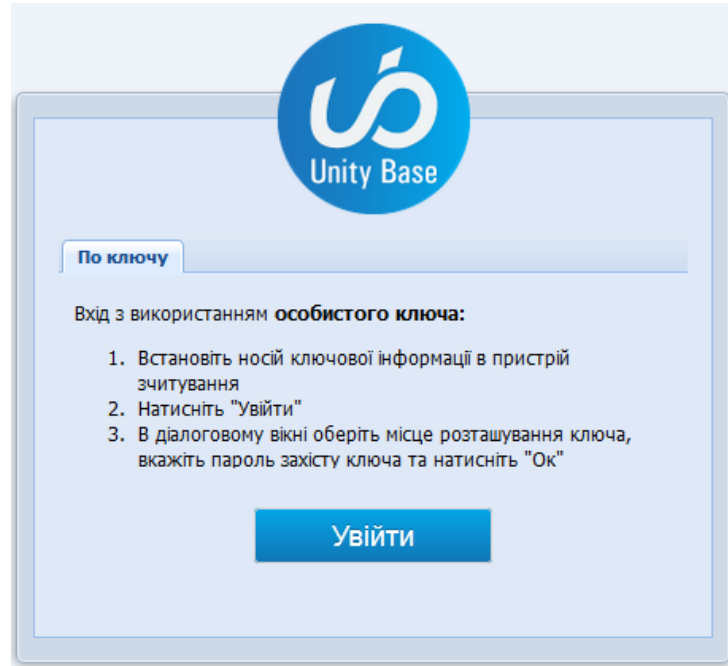 Unity Base
По ключу
Вхід з використанням особистого ключа:
1. Встановіть носій ключової інформації в пристрій
зчитування
2. Натисніть "Увійти"
3. В діалоговому вікні оберіть місце розташування ключа,
вкажіть пароль захісту ключа та натисніть "Ок"
Увійти